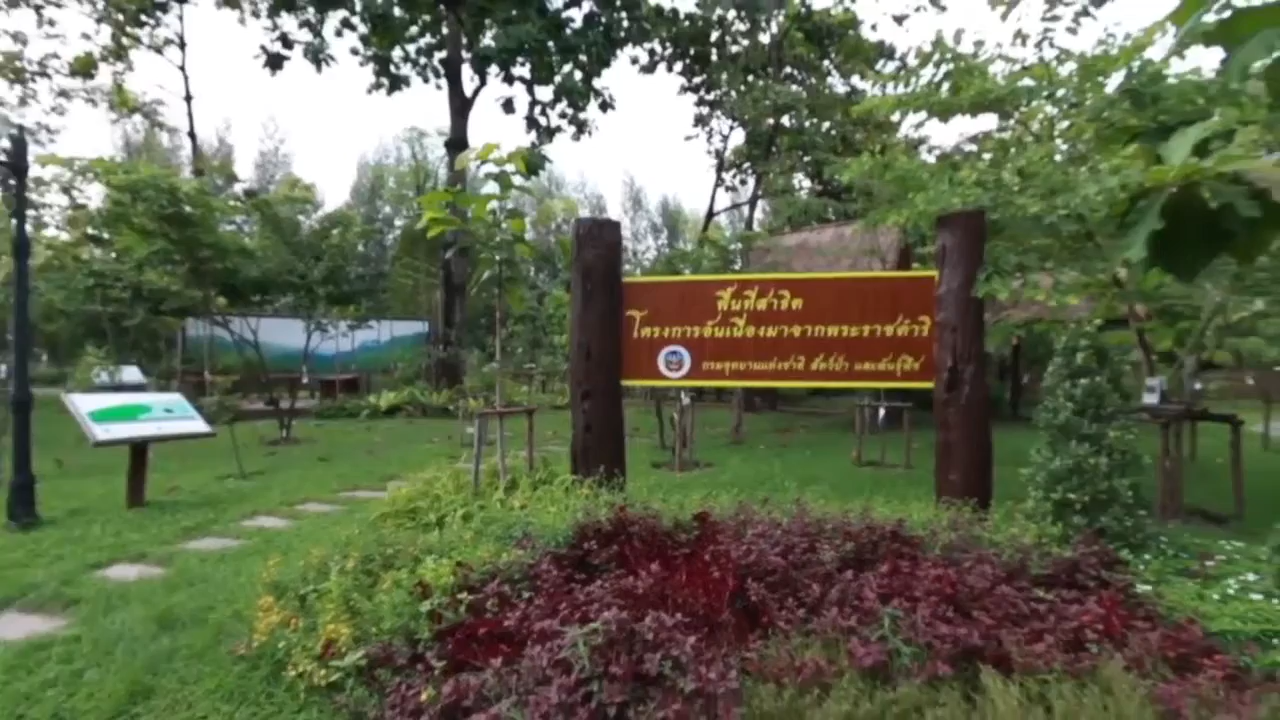 พื้นที่สาธิต
โครงการอันเนื่องมาจากพระราชดำริ
กรมอุทยานแห่งชาติ สัตว์ป่า และพันธุ์พืช